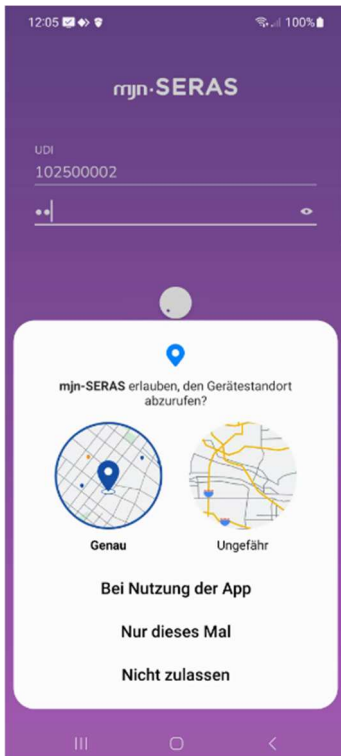 12:05 100%
mjn·SERAS
UDI
102500002
••
mjn-SERAS erlauben, den Gerätestandort
abzurufen?
Genau Ungefähr
Bei Nutzung der App
Nur dieses Mal
Nicht zulassen